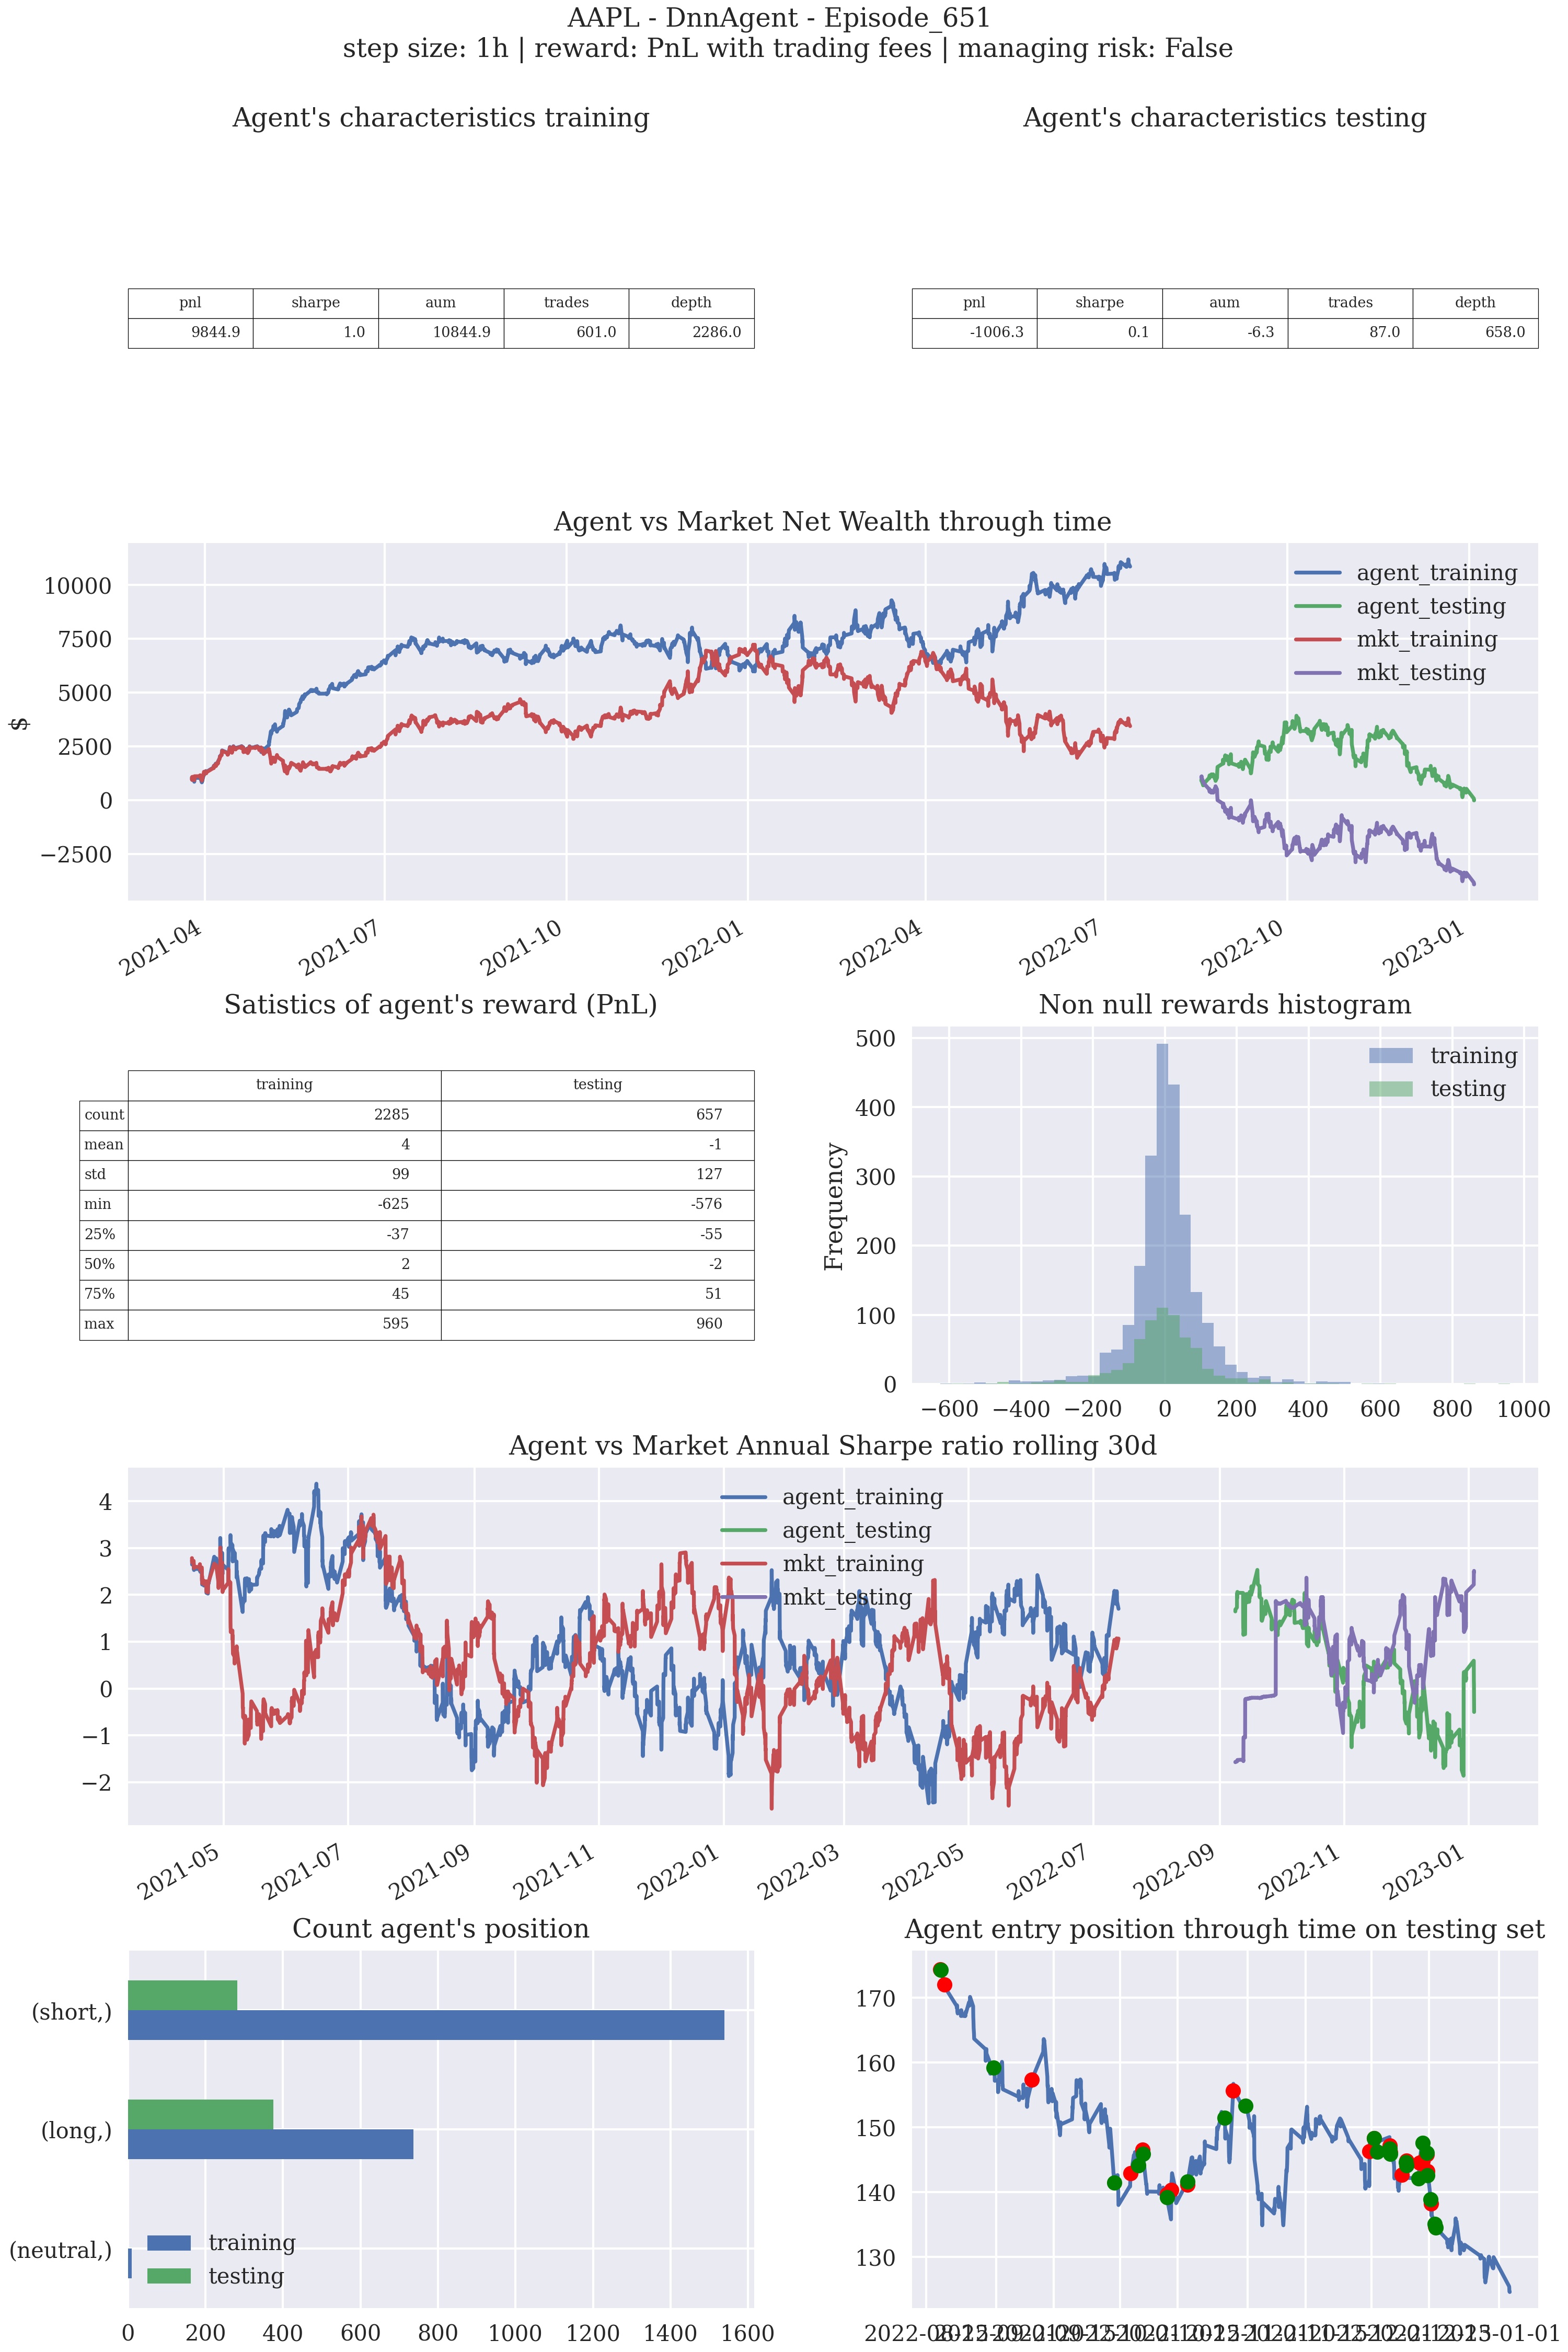 AAPL - DnnAgent - Episode_651
step size: 1h | reward: PnL with trading fees | managing risk: False
Agent's characteristics training
Agent's characteristics testing
pnl sharpe aum trades depth
9844.9 1.0 10844.9 601.0 2286.0
pnl sharpe aum trades depth
-1006.3 0.1 -6.3 87.0 658.0
Agent vs Market Net Wealth through time
$
10000
7500
5000
2500
0
−2500
agent_training
agent_testing
mkt_training
mkt_testing
2021-04 2021-07 2021-10 2022-01 2022-04 2022-07 2022-10 2023-01
Satistics of agent's reward (PnL)
training testing
count 2285 657
mean 4 -1
std 99 127
min -625 -576
25% -37 -55
50% 2 -2
75% 45 51
max 595 960
Non null rewards histogram
Frequency
500
400
300
200
100
0
training
testing
−600 −400 −200 0 200 400 600 800 1000
Agent vs Market Annual Sharpe ratio rolling 30d
4
3
2
1
0
−1
−2
agent_training
agent_testing
mkt_training
mkt_testing
2021-05 2021-07 2021-09 2021-11 2022-01 2022-03 2022-05 2022-07 2022-09 2022-11 2023-01
Count agent's position
(short,)
(long,)
(neutral,)
training
testing
0 200 400 600 800 1000 1200 1400 1600
Agent entry position through time on testing set
170
160
150
140
130